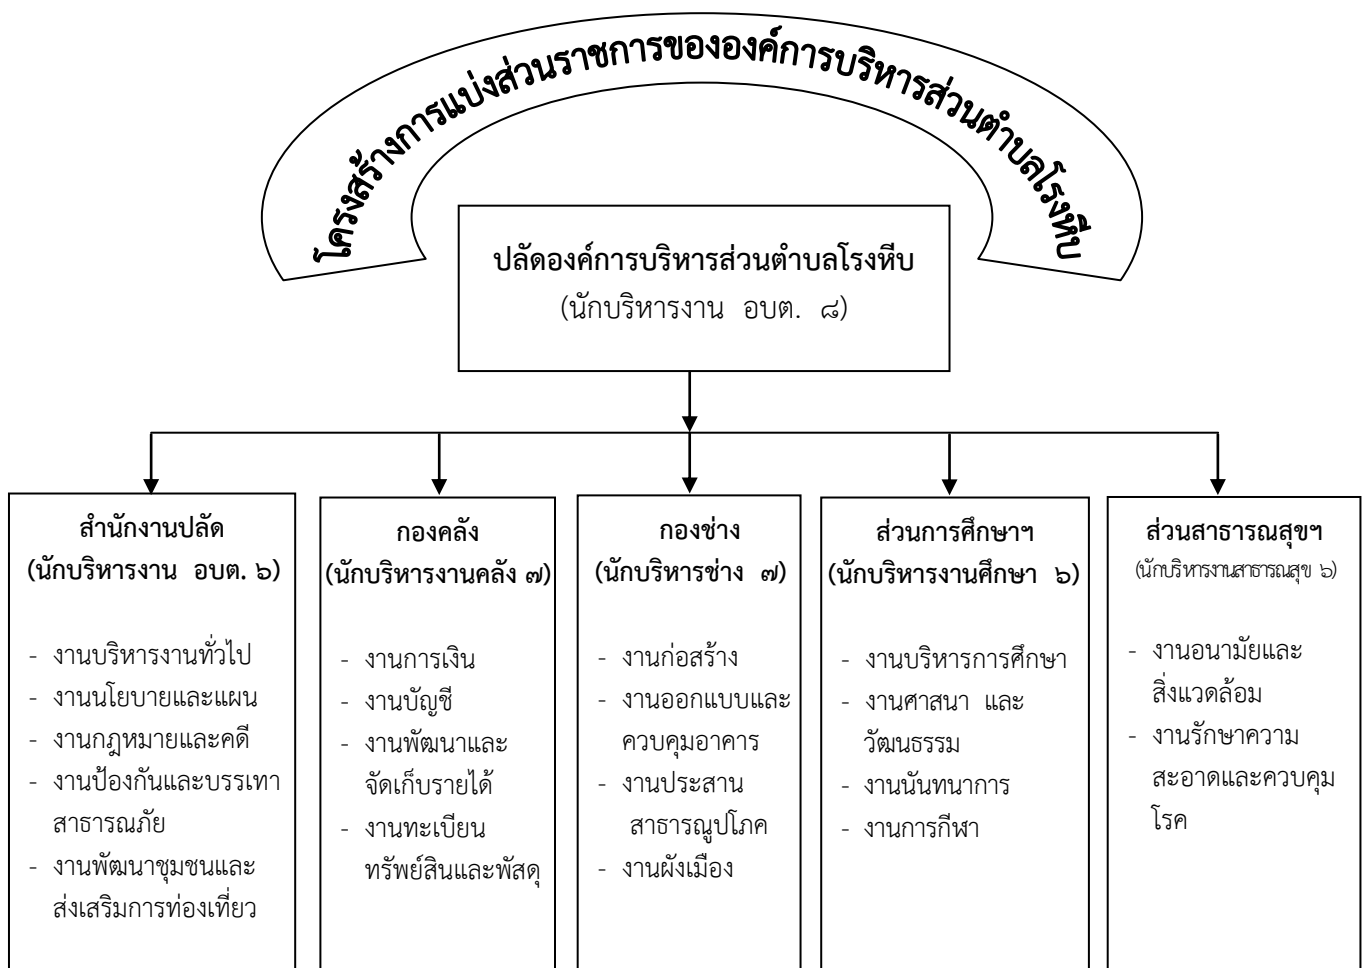 โครงสร้างการแบ่งส่วนราชการขององค์การบริหารส่วนตำบลโรงหีบ
ปลัดองค์การบริหารส่วนตำบลโรงหีบ
(นักบริหารงาน อบต. ๘)
สำนักงานปลัด
(นักบริหารงาน อบต. ๖)
- งานบริหารงานทั่วไป
- งานนโยบายและแผน
- งานกฎหมายและคดี
- งานป้องกันและบรรเทา
สาธารณภัย
- งานพัฒนาชุมชนและ
ส่งเสริมการท่องเที่ยว
กองคลัง
(นักบริหารงานคลัง ๗)
- งานการเงิน
- งานบัญชี
- งานพัฒนาและ
จัดเก็บรายได้
- งานทะเบียน
ทรัพย์สินและพัสดุ
กองช่าง
(นักบริหารช่าง ๗)
- งานก่อสร้าง
- งานออกแบบและ
ควบคุมอาคาร
- งานประสาน
สาธารณูปโภค
- งานผังเมือง
ส่วนการศึกษาฯ
(นักบริหารงานศึกษา ๖)
- งานบริหารการศึกษา
- งานศาสนา และ
วัฒนธรรม
- งานนันทนาการ
- งานการกีฬา
ส่วนสาธารณสุขฯ
(นักบริหารงานสาธารณสุข ๖)
- งานอนามัยและ
สิ่งแวดล้อม
- งานรักษาความ
สะอาดและควบคุม
โรค